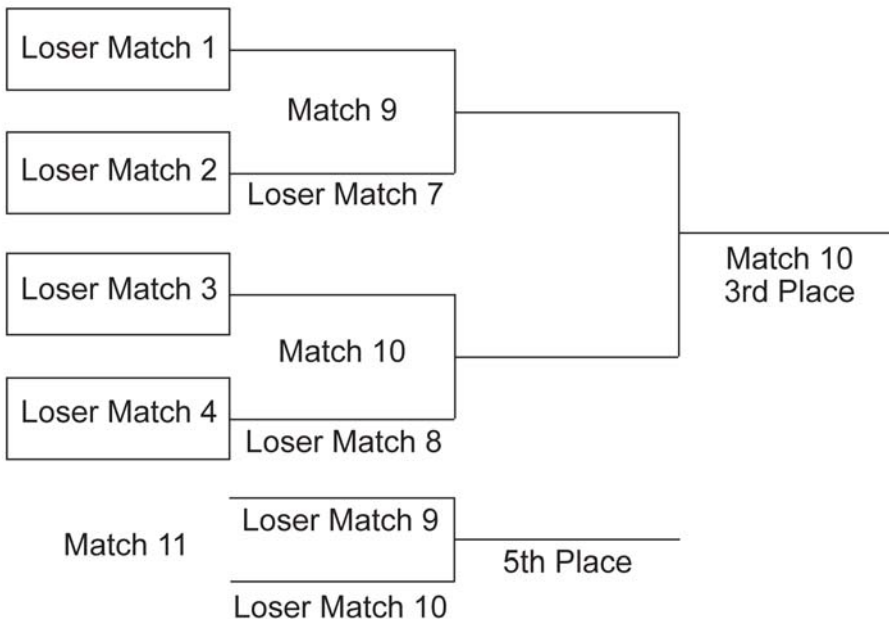 Loser Match 1
Match 9
Loser Match 2
Loser Match 7
Match 10
3rd Place
Loser Match 3
Match 10
Loser Match 4
Loser Match 8
Match 11
Loser Match 9
5th Place
Loser Match 10